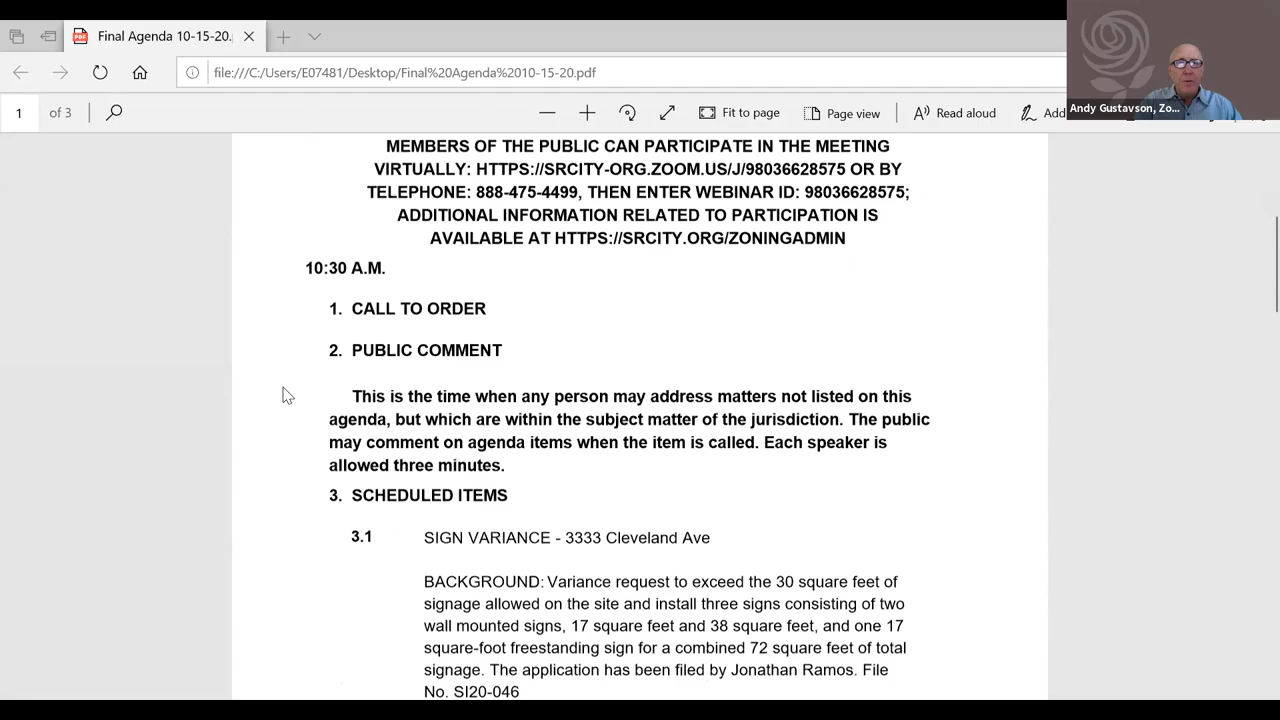 Final Agenda 10-15-20.
file:///C:/Users/E07481/Desktop/Final%20Agenda%2010-15-20.pdf
1 of 3
Fit to page
Page view
Read aloud
Add
Andy Gustavson, Zo...
MEMBERS OF THE PUBLIC CAN PARTICIPATE IN THE MEETING
VIRTUALLY: HTTPS://SRCITY-ORG.ZOOM.US/J/98036628575 OR BY
TELEPHONE: 888-475-4499, THEN ENTER WEBINAR ID: 98036628575;
ADDITIONAL INFORMATION RELATED TO PARTICIPATION IS
AVAILABLE AT HTTPS://SRCITY.ORG/ZONINGADMIN
10:30 A.M.
1. CALL TO ORDER
2. PUBLIC COMMENT
This is the time when any person may address matters not listed on this
agenda, but which are within the subject matter of the jurisdiction. The public
may comment on agenda items when the item is called. Each speaker is
allowed three minutes.
3. SCHEDULED ITEMS
3.1 SIGN VARIANCE - 3333 Cleveland Ave
BACKGROUND: Variance request to exceed the 30 square feet of
signage allowed on the site and install three signs consisting of two
wall mounted signs, 17 square feet and 38 square feet, and one 17
square-foot freestanding sign for a combined 72 square feet of total
signage. The application has been filed by Jonathan Ramos. File
No. SI20-046